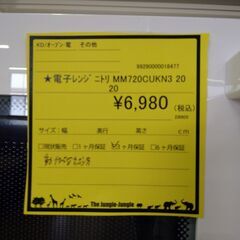 KD/オーブン・電 その他
★電子レンジ ニトリ MM720CUKN3 20
20
¥6,980 (税込)
サイズ:幅 奥行 高さ cm
□現状販売 □1ヶ月保証 ☑3ヶ月保証 □6ヶ月保証
The Jungle-Jungle